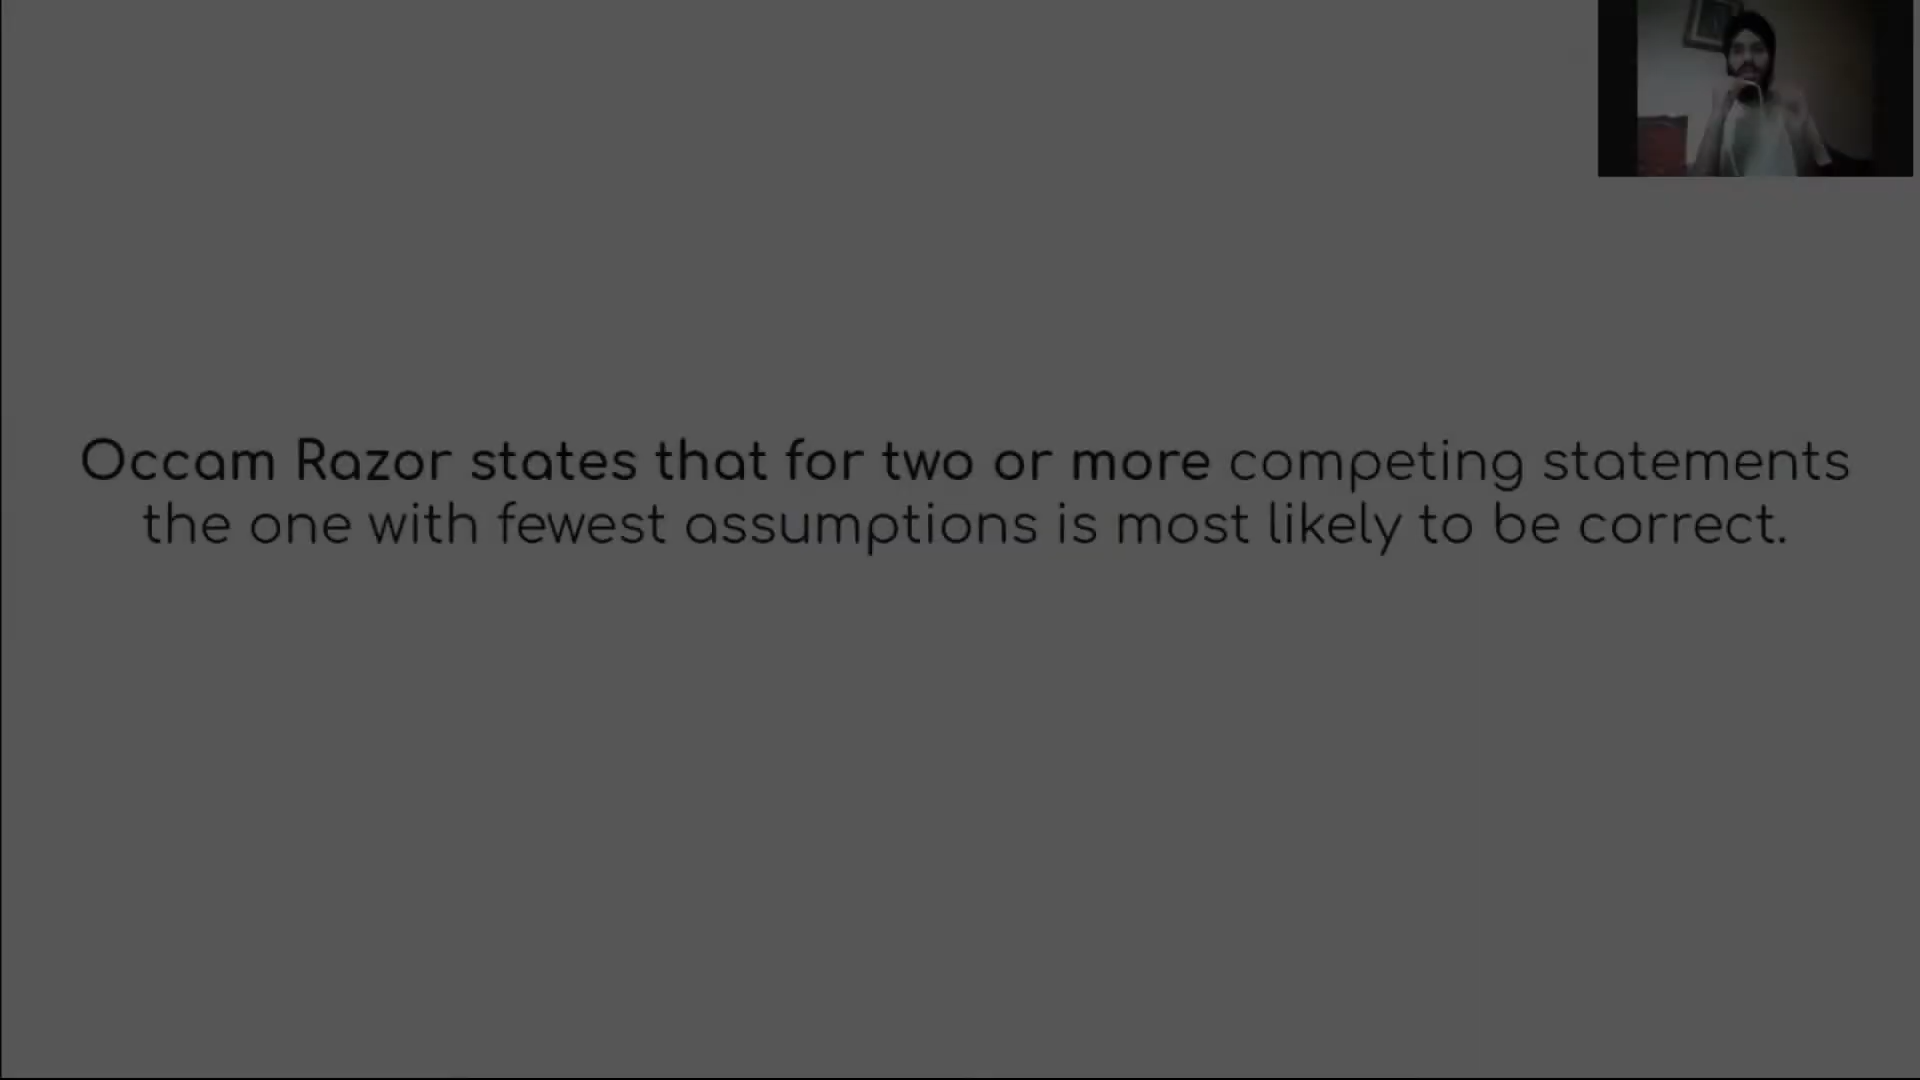 Occam Razor states that for two or more competing statements
the one with fewest assumptions is most likely to be correct.